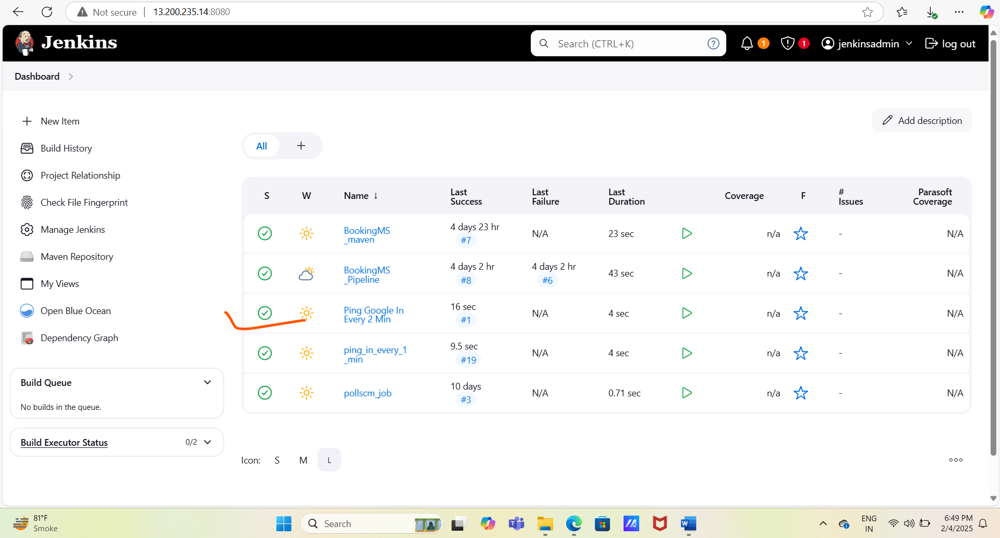 Not secure
13.200.235.14:8080
Jenkins
Search (CTRL+K)
1
1
jenkinsadmin
log out
Dashboard
New Item
Build History
Project Relationship
Check File Fingerprint
Manage Jenkins
Maven Repository
My Views
Open Blue Ocean
Dependency Graph
Build Queue
No builds in the queue.
Build Executor Status 0/2
Add description
All +
S W Name ↓ Last Success Last Failure Last Duration Coverage F # Issues Parasoft Coverage
BookingMS_maven 4 days 23 hr #7 N/A 23 sec n/a - N/A
BookingMS_Pipeline 4 days 2 hr #8 4 days 2 hr #6 43 sec n/a - N/A
Ping Google In Every 2 Min 16 sec #1 N/A 4 sec n/a - N/A
ping_in_every_1_min 9.5 sec #19 N/A 4 sec n/a - N/A
pollscm_job 10 days #3 N/A 0.71 sec n/a - N/A
Icon: S M L
81°F
Smoke
Search
ENG
IN
6:49 PM
2/4/2025